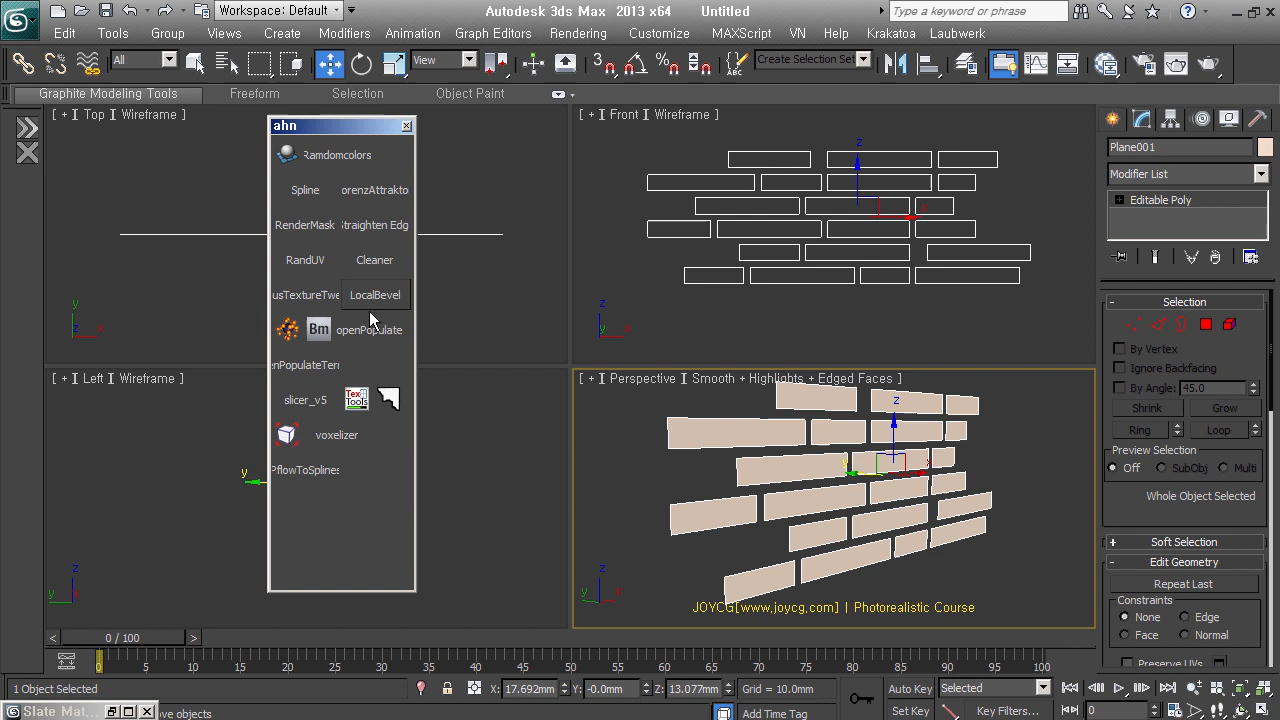 Workspace: Default
Autodesk 3ds Max 2013 x64 Untitled
Type a keyword or phrase
Edit Tools Group Views Create Modifiers Animation Graph Editors Rendering Customize MAXScript VN Help Krakatoa Laubwerk
All View Create Selection Set
Graphite Modeling Tools Freeform Selection Object Paint
[ + ] [ Top ] [ Wireframe ]
[ + ] [ Front ] [ Wireframe ]
ahn
Ramdomcolors
Spline orenzAttrakto
RenderMask traighten Edg
RandUV Cleaner
usTextureTwe LocalBevel
Bm openPopulate
nPopulateTer
slicer_v5 Tex Tools
voxelizer
PflowToSplines
[ + ] [ Left ] [ Wireframe ]
[ + ] [ Perspective ] [ Smooth + Highlights + Edged Faces ]
JOYCG[www.joycg.com] | Photorealistic Course
Plane001
Modifier List
Editable Poly
- Selection
By Vertex
Ignore Backfacing
By Angle: 45.0
Shrink Grow
Ring Loop
Preview Selection
Off SubObj Multi
Whole Object Selected
+ Soft Selection
- Edit Geometry
Repeat Last
Constraints
None Edge
Face Normal
Preserve UVs
< 0 / 100 >
0 5 10 15 20 25 30 35 40 45 50 55 60 65 70 75 80 85 90 95 100
1 Object Selected X: 17.692mm Y: -0.0mm Z: 13.077mm Grid = 10.0mm Auto Key Selected
Slate Mat... ove objects Add Time Tag Set Key Key Filters... 0